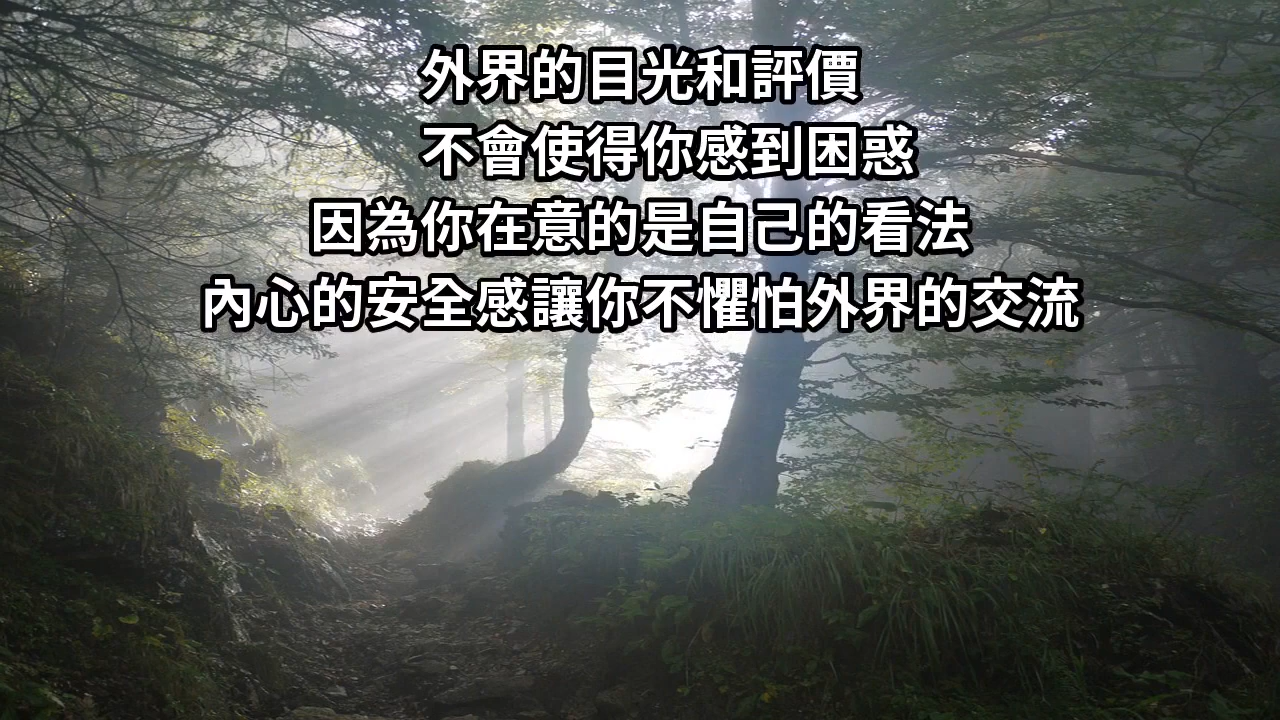 外界的目光和評價
不會使得你感到困惑
因為你在意的是自己的看法
內心的安全感讓你不懼怕外界的交流